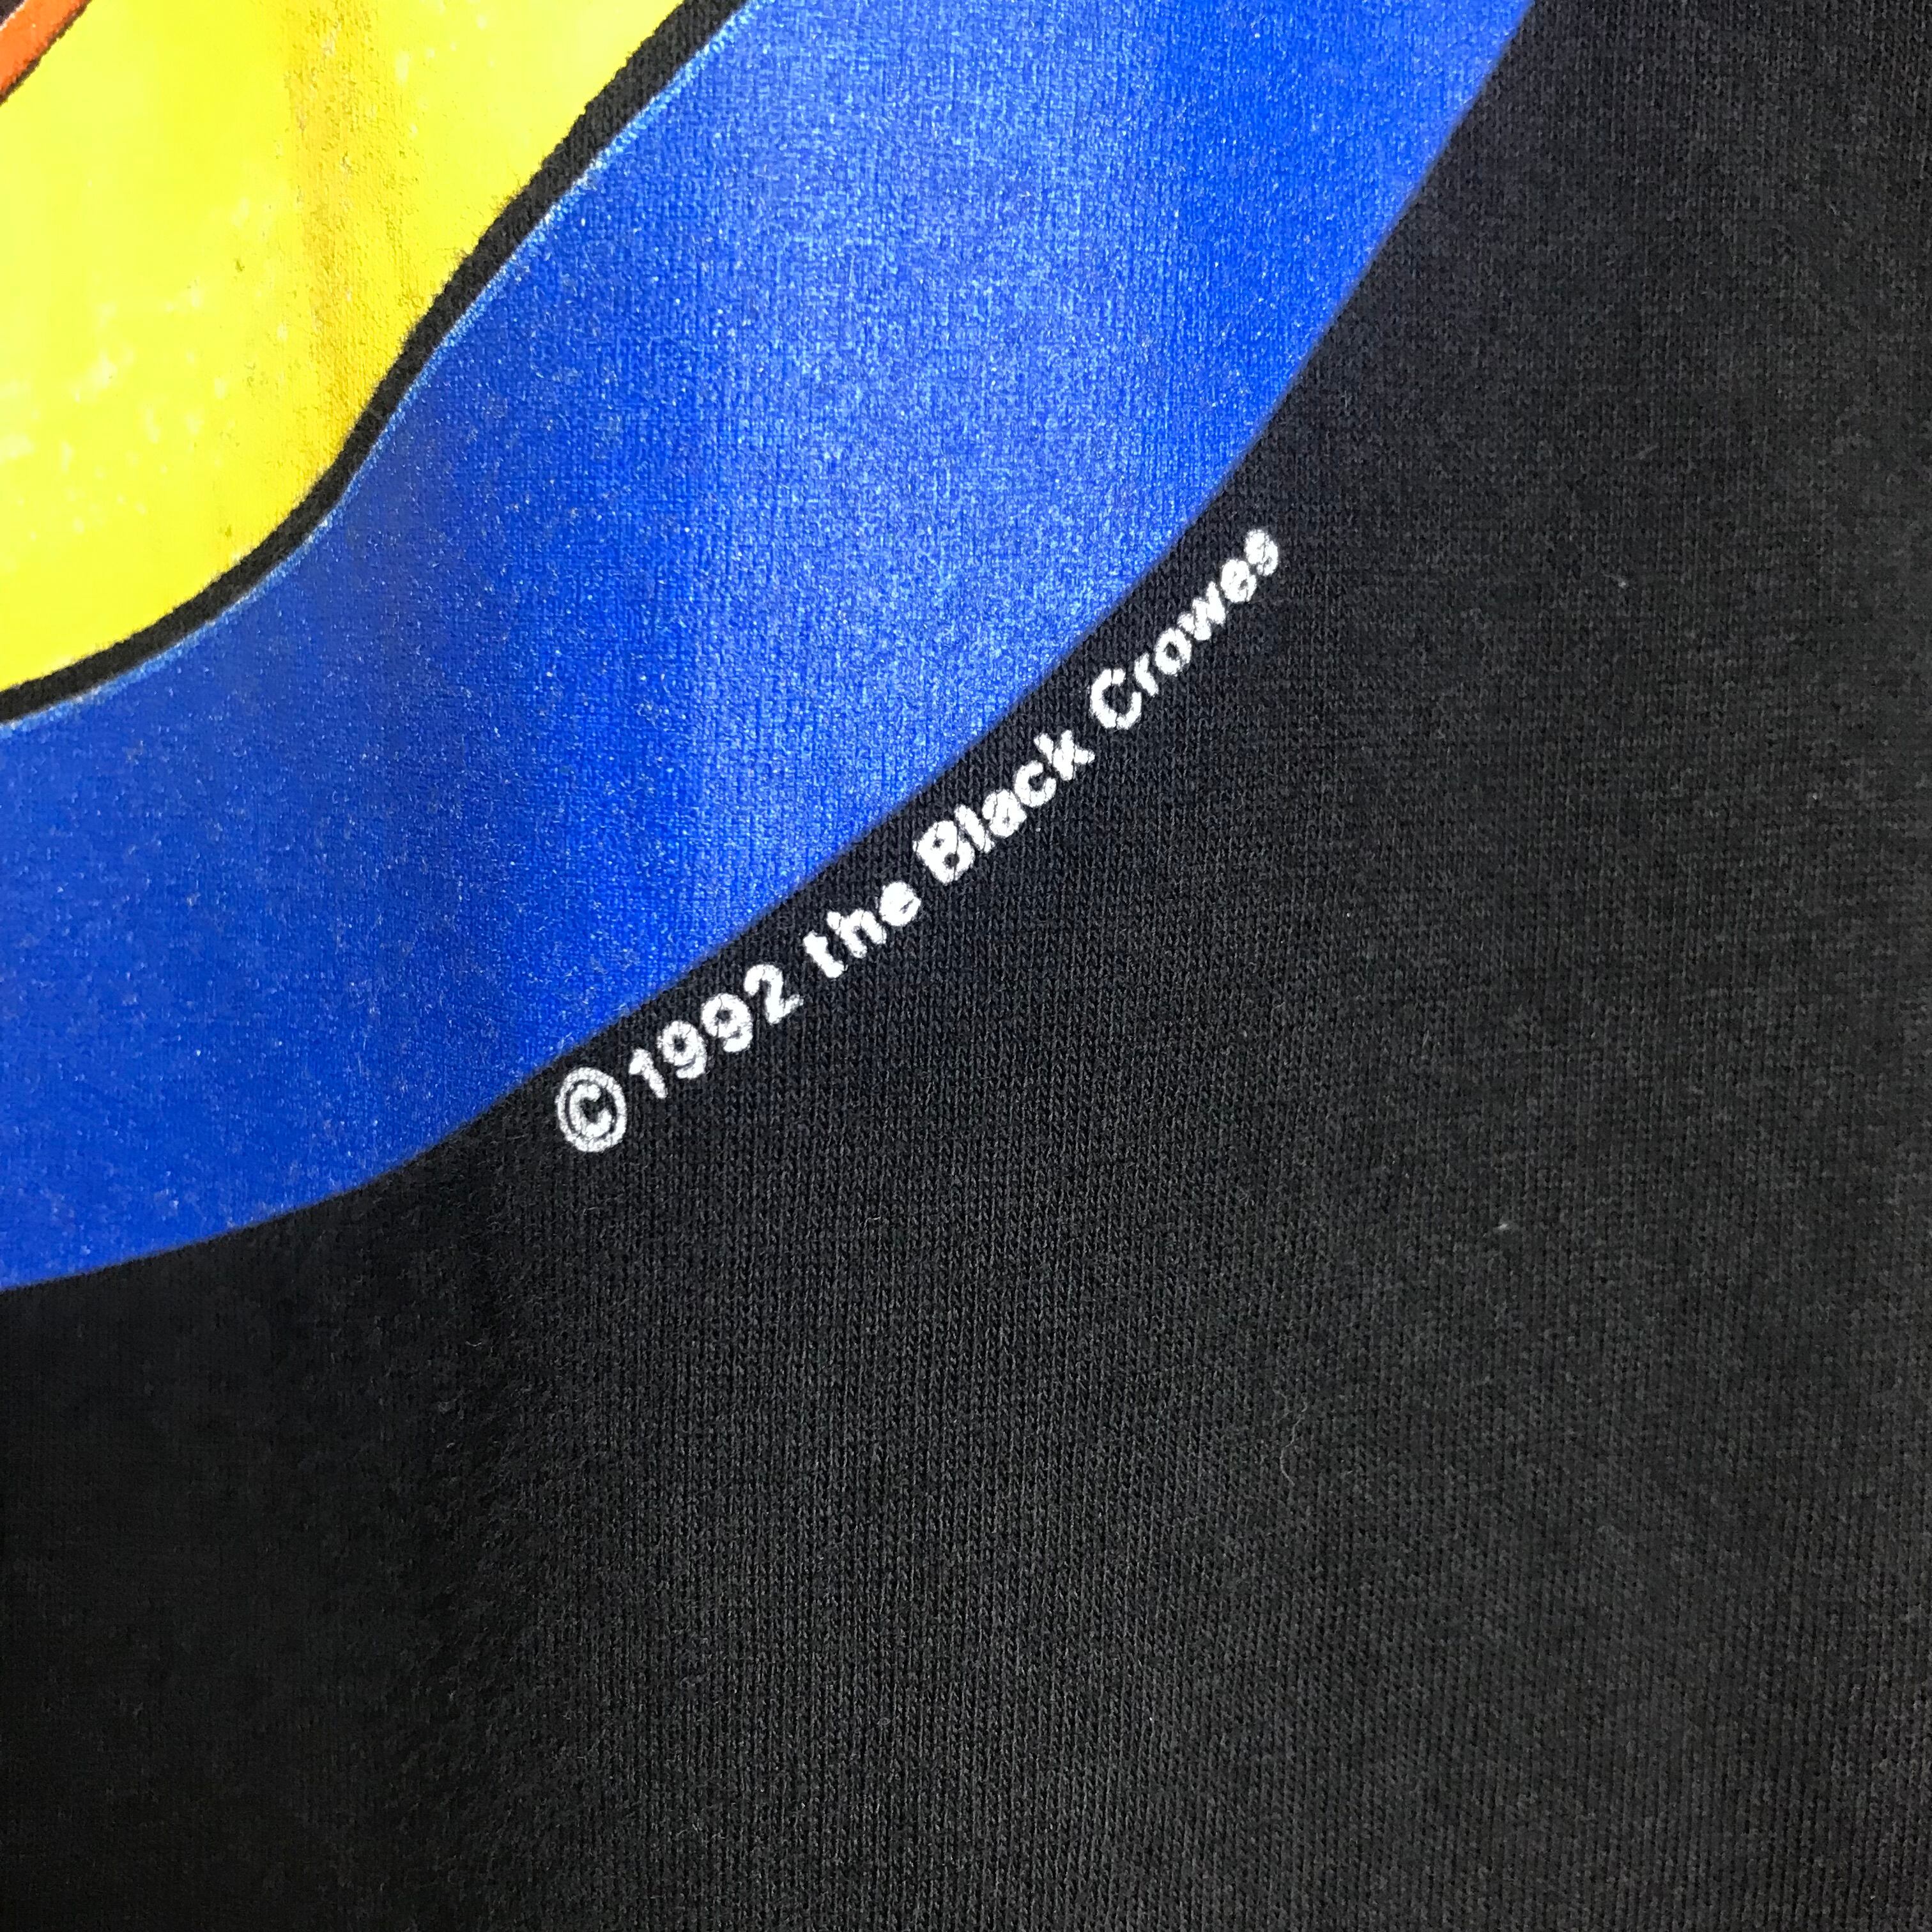 © 1992 the Black Crowes